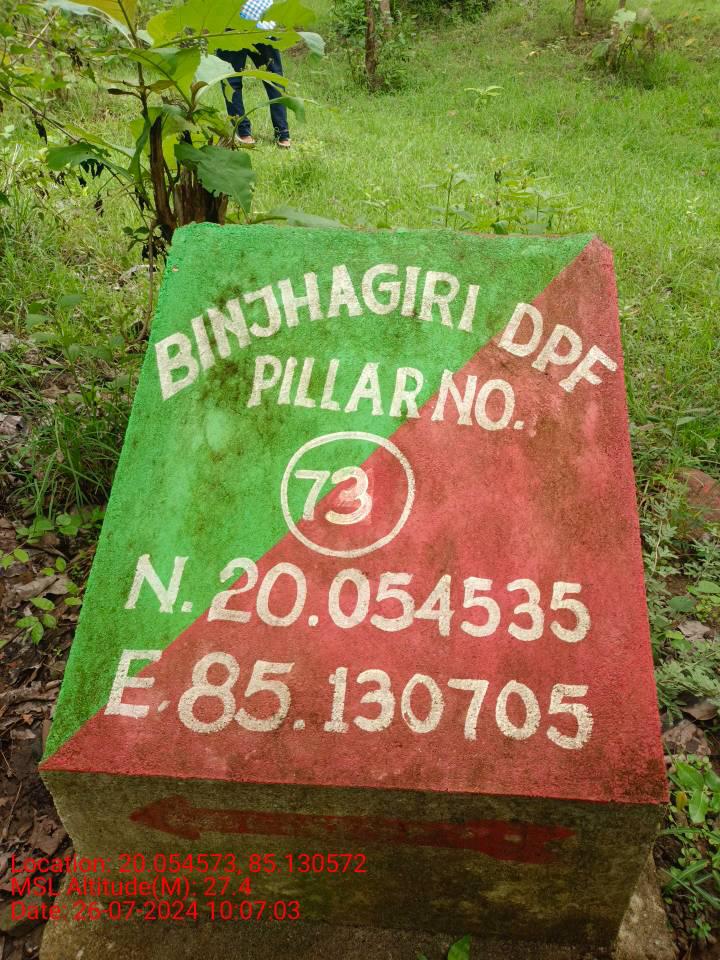 BINJHAGIRI DPF
PILLAR NO.
73
N. 20.054535
E. 85.130705
Location: 20.054573, 85.130572
MSL Altitude(M): 27.4
Date: 26-07-2024 10:07:03